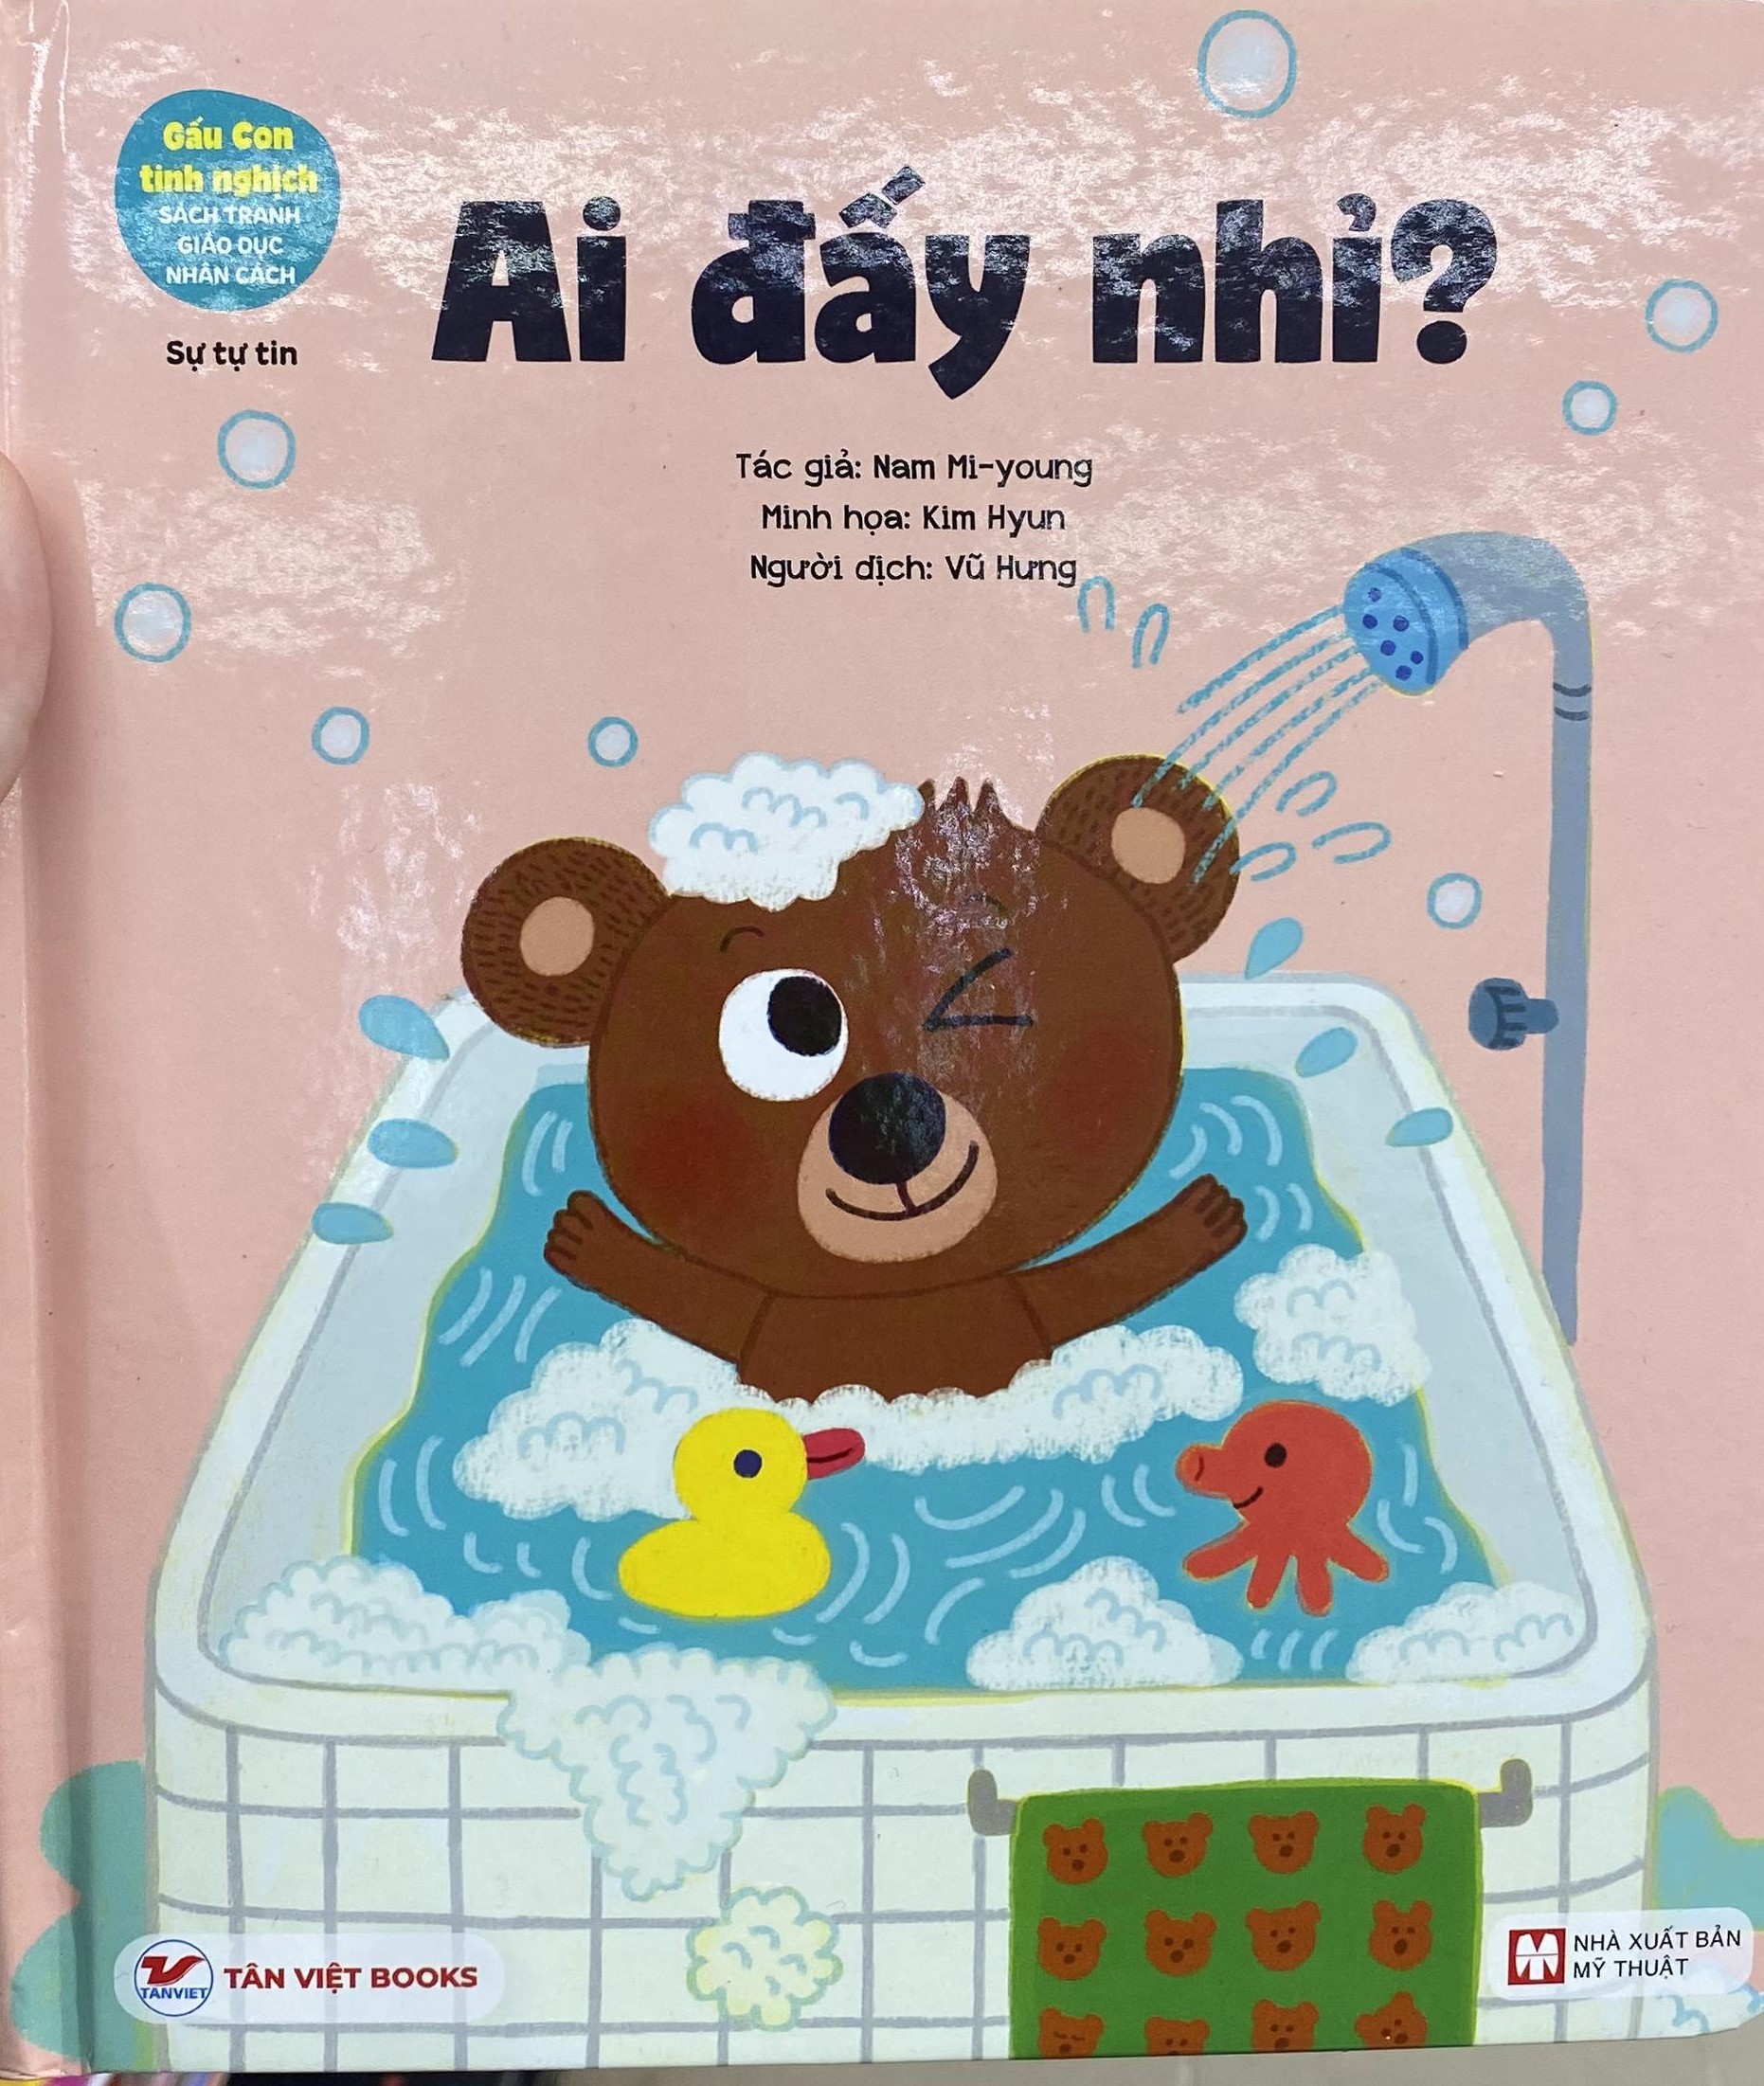 Gấu Con
tinh nghịch
SÁCH TRANH
GIÁO DỤC
NHÂN CÁCH
Sự tự tin
Ai đấy nhỉ?
Tác giả: Nam Mi-young
Minh họa: Kim Hyun
Người dịch: Vũ Hưng
TANVIET
TÂN VIỆT BOOKS
NHÀ XUẤT BẢN
MỸ THUẬT